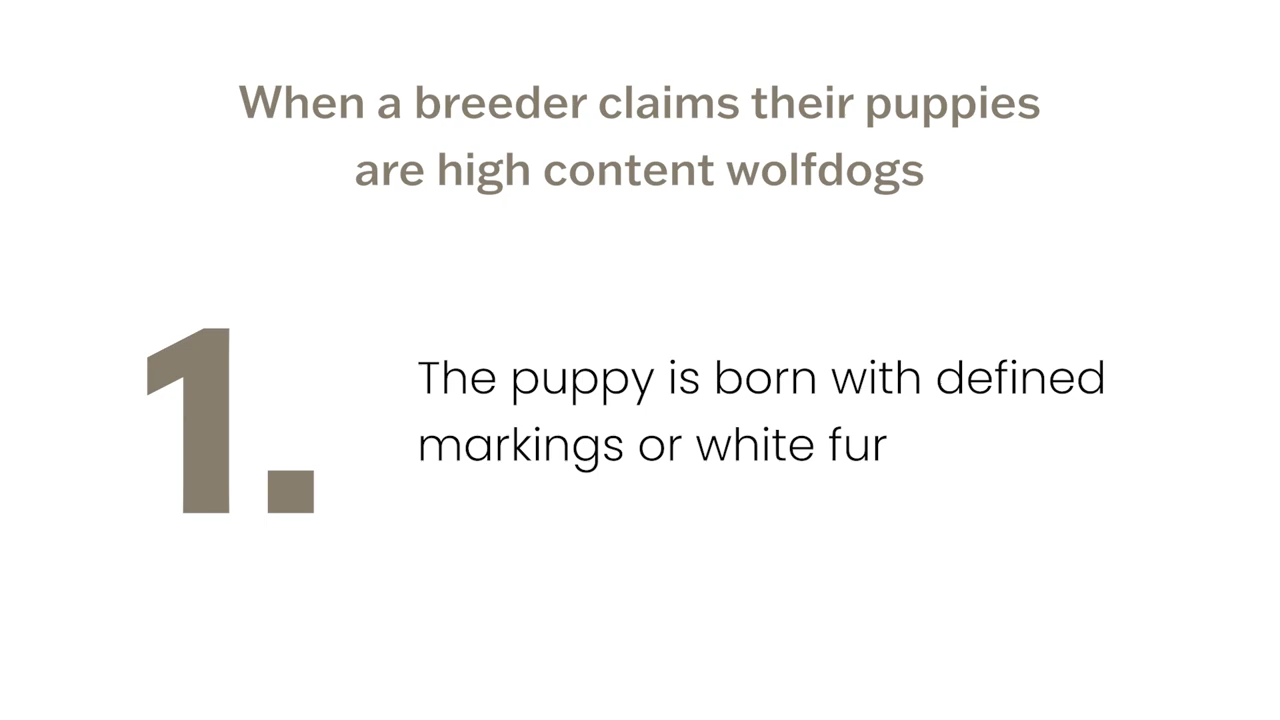 When a breeder claims their puppies
are high content wolfdogs
1.
The puppy is born with defined
markings or white fur